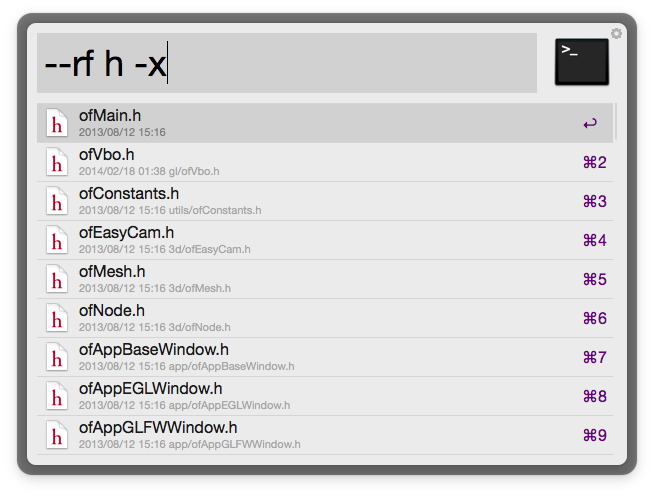 --rf h -x
>_
h ofMain.h ↩
2013/08/12 15:16
h ofVbo.h ⌘2
2014/02/18 01:38 gl/ofVbo.h
h ofConstants.h ⌘3
2013/08/12 15:16 utils/ofConstants.h
h ofEasyCam.h ⌘4
2013/08/12 15:16 3d/ofEasyCam.h
h ofMesh.h ⌘5
2013/08/12 15:16 3d/ofMesh.h
h ofNode.h ⌘6
2013/08/12 15:16 3d/ofNode.h
h ofAppBaseWindow.h ⌘7
2013/08/12 15:16 app/ofAppBaseWindow.h
h ofAppEGLWindow.h ⌘8
2013/08/12 15:16 app/ofAppEGLWindow.h
h ofAppGLFWWindow.h ⌘9
2013/08/12 15:16 app/ofAppGLFWWindow.h